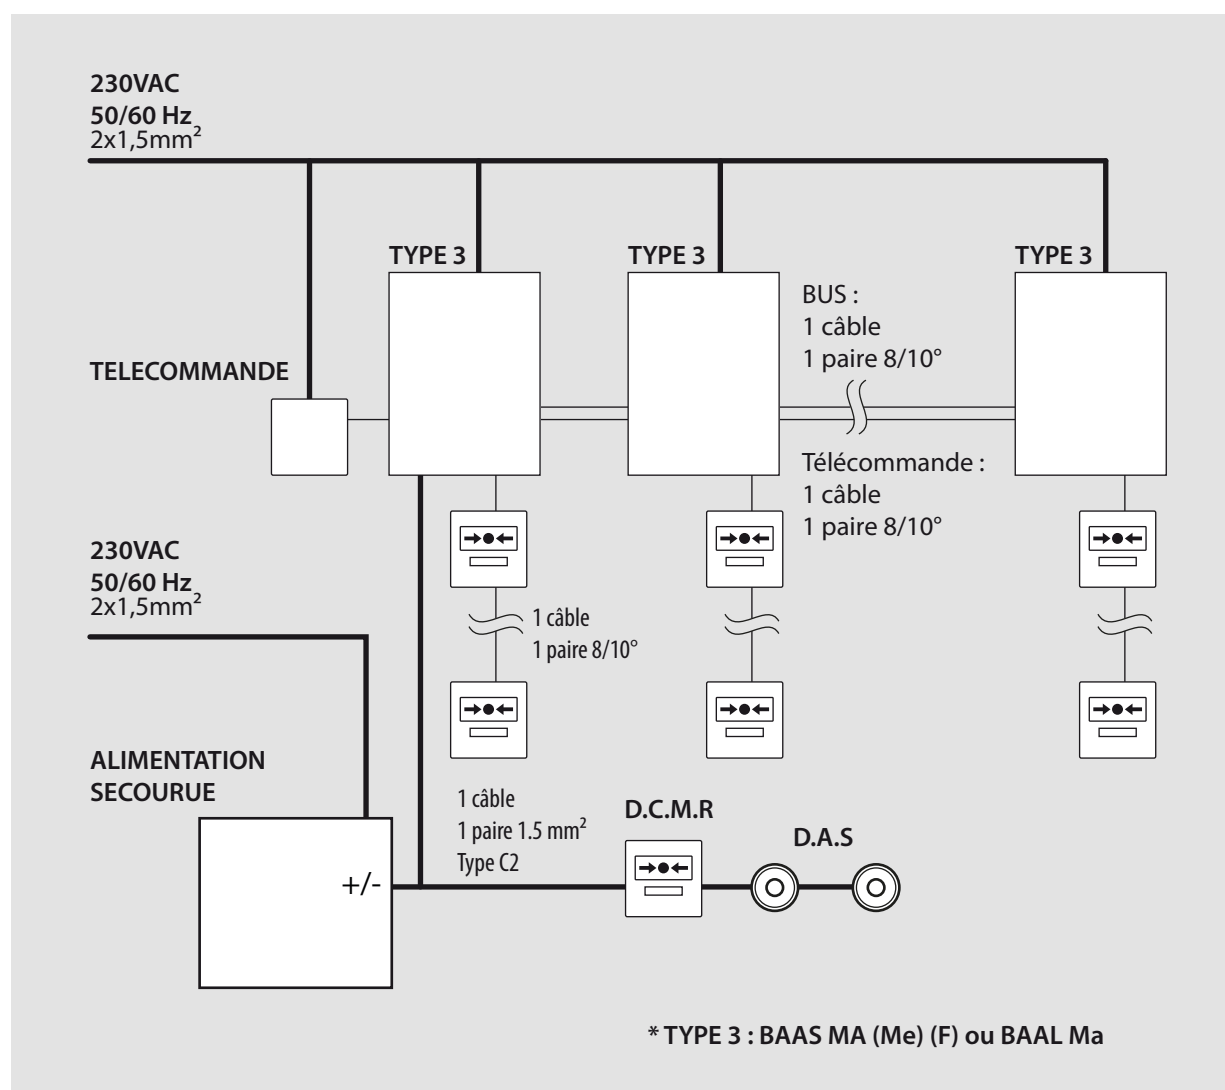 230VAC
50/60 Hz
2x1,5mm²
TYPE 3
TYPE 3
TYPE 3
BUS :
1 câble
1 paire 8/10°
TELECOMMANDE
Télécommande :
1 câble
1 paire 8/10°
230VAC
50/60 Hz
2x1,5mm²
1 câble
1 paire 8/10°
ALIMENTATION
SECOURUE
+/-
1 câble
1 paire 1.5 mm²
Type C2
D.C.M.R
D.A.S
* TYPE 3 : BAAS MA (Me) (F) ou BAAL Ma